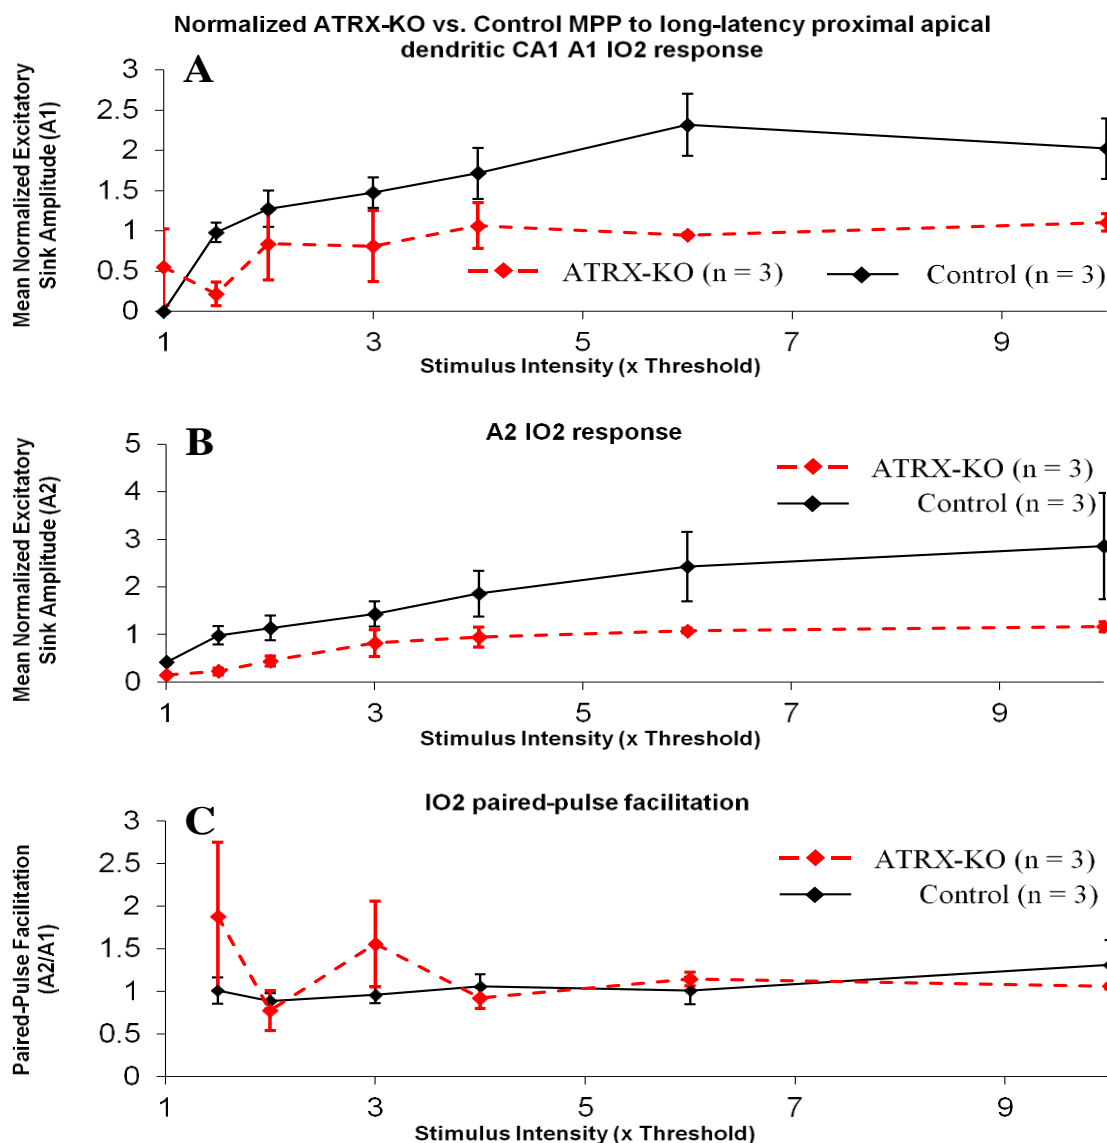 Normalized ATRX-KO vs. Control MPP to long-latency proximal apical
dendritic CA1 A1 IO2 response
A
Mean Normalized Excitatory
Sink Amplitude (A1)
3
2.5
2
1.5
1
0.5
0
ATRX-KO (n = 3)
Control (n = 3)
1 3 5 7 9
Stimulus Intensity (x Threshold)
B
A2 IO2 response
Mean Normalized Excitatory
Sink Amplitude (A2)
5
4
3
2
1
0
ATRX-KO (n = 3)
Control (n = 3)
1 3 5 7 9
Stimulus Intensity (x Threshold)
C
IO2 paired-pulse facilitation
Paired-Pulse Facilitation
(A2/A1)
3
2.5
2
1.5
1
0.5
0
ATRX-KO (n = 3)
Control (n = 3)
1 3 5 7 9
Stimulus Intensity (x Threshold)